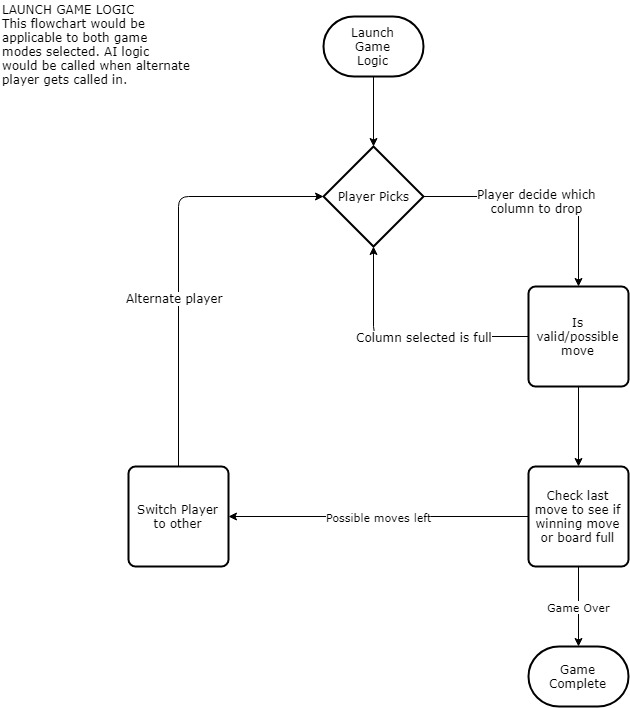 LAUNCH GAME LOGIC
This flowchart would be
applicable to both game
modes selected. AI logic
would be called when alternate
player gets called in.
Launch
Game
Logic
Player Picks
Player decide which
column to drop
Alternate player
Is
valid/possible
move
Column selected is full
Switch Player
to other
Possible moves left
Check last
move to see if
winning move
or board full
Game Over
Game
Complete